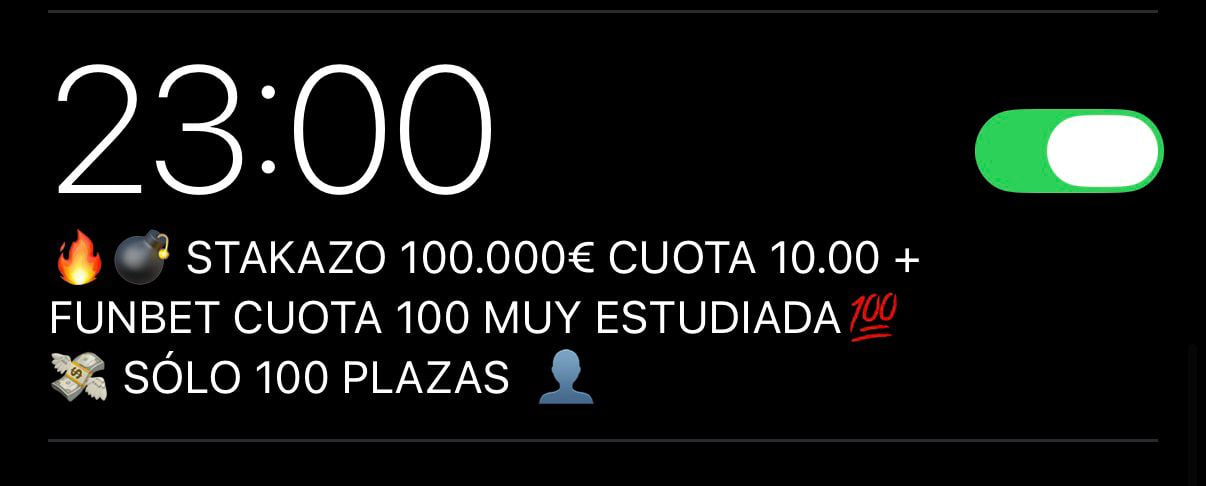 23:00
🔥💣 STAKAZO 100.000€ CUOTA 10.00 +
FUNBET CUOTA 100 MUY ESTUDIADA💯
💸 SÓLO 100 PLAZAS 👤